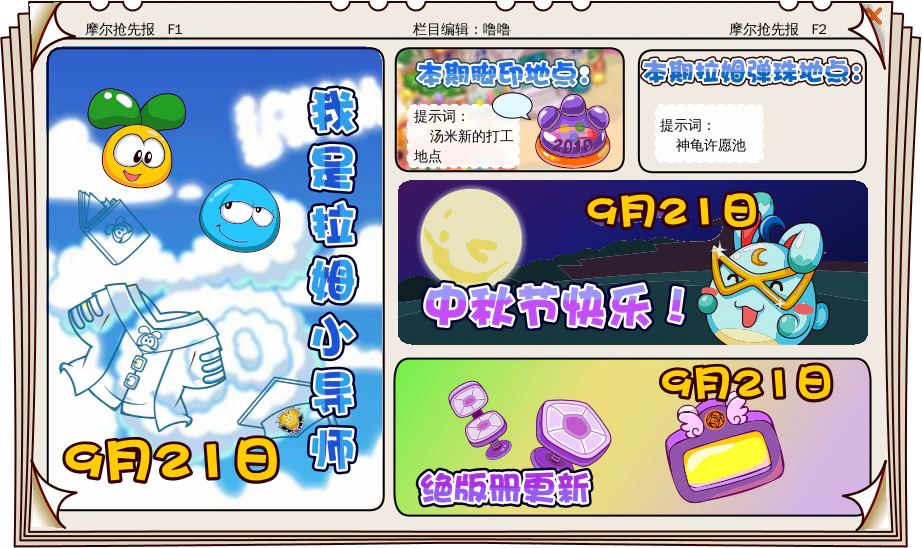 摩尔抢先报 F1
栏目编辑：噜噜
摩尔抢先报 F2
我是拉姆小导师
9月21日
本期脚印地点：
提示词：
汤米新的打工
地点
2010
本期拉姆弹珠地点：
提示词：
神龟许愿池
9月21日
中秋节快乐！
9月21日
绝版册更新